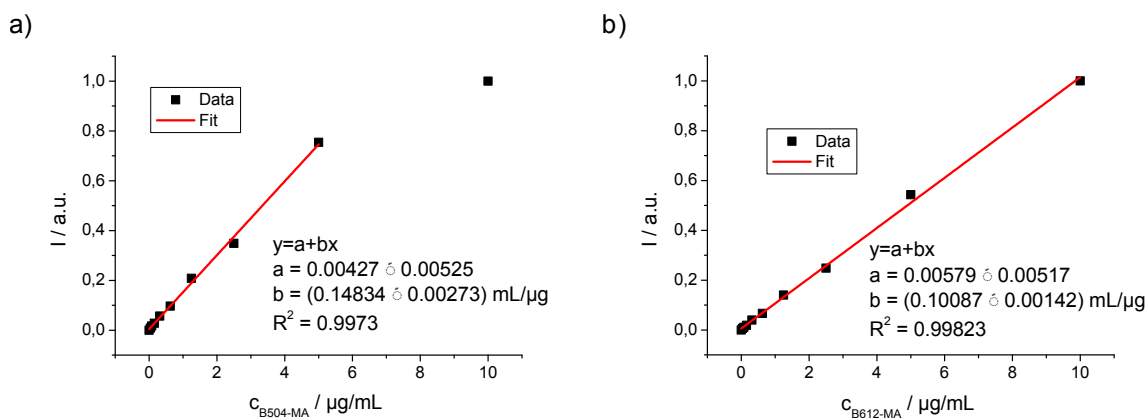 a)
1,0
0,8
0,6
0,4
0,2
0,0
I / a.u.
Data
Fit
y=a+bx
a = 0.00427 ်ı 0.00525
b = (0.14834 ်ı 0.00273) mL/µg
R² = 0.9973
0 2 4 6 8 10
c_B504-MA / µg/mL
b)
1,0
0,8
0,6
0,4
0,2
0,0
I / a.u.
Data
Fit
y=a+bx
a = 0.00579 0.00517
b = (0.10087 0.00142) mL/µg
R² = 0.99823
0 2 4 6 8 10
c_B612-MA / µg/mL